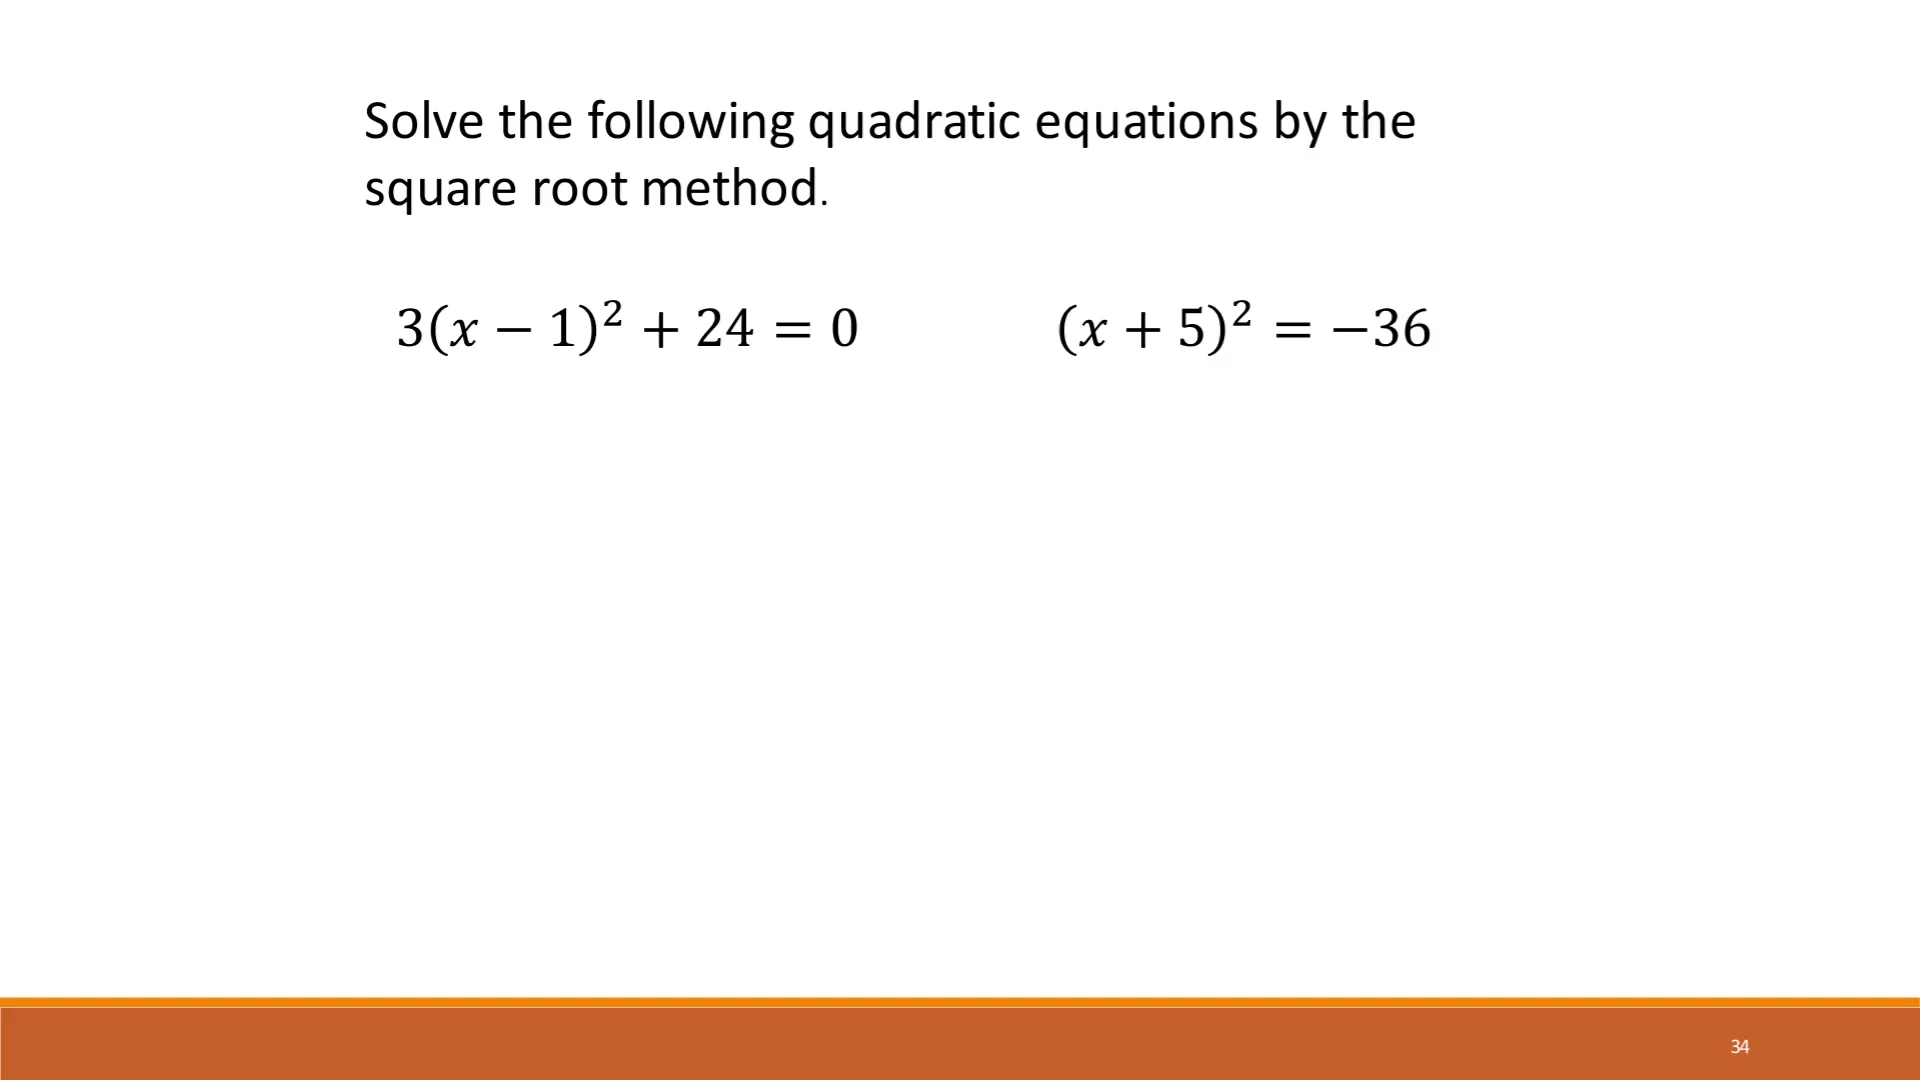 Solve the following quadratic equations by the
square root method.
3(x − 1)² + 24 = 0 (x + 5)² = −36
34